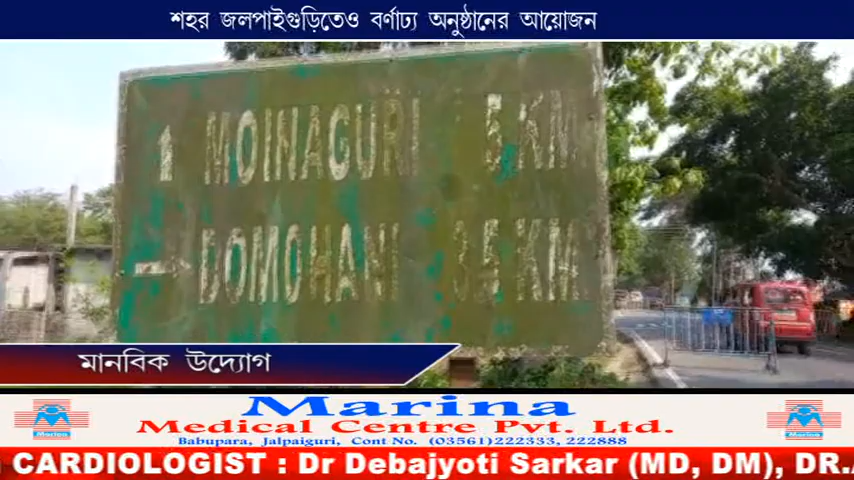 শহর জলপাইগুড়িতেও বর্ণাঢ্য অনুষ্ঠানের আয়োজন
MOINAGURI 5 KM
DOMOHANI 35 KM
মানবিক উদ্যোগ
Marina
Medical Centre Pvt. Ltd.
Babupara, Jalpaiguri, Cont No. (03561)222333, 222888
Marina
Marina
CARDIOLOGIST : Dr Debajyoti Sarkar (MD, DM), DR.